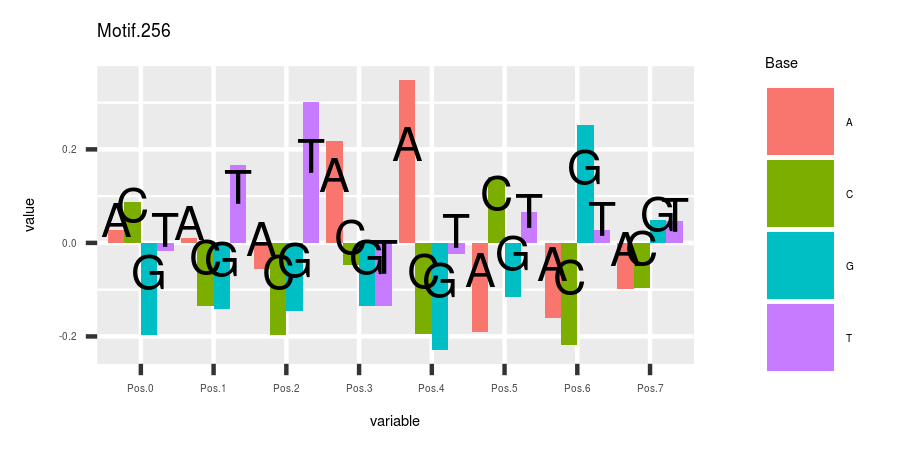 Motif.256
Base
A
C
G
T
value
0.2
0.0
-0.2
A C G T A C G T A C G T A C G T A C G T A C G T A C G T A C G T
Pos.0 Pos.1 Pos.2 Pos.3 Pos.4 Pos.5 Pos.6 Pos.7
variable